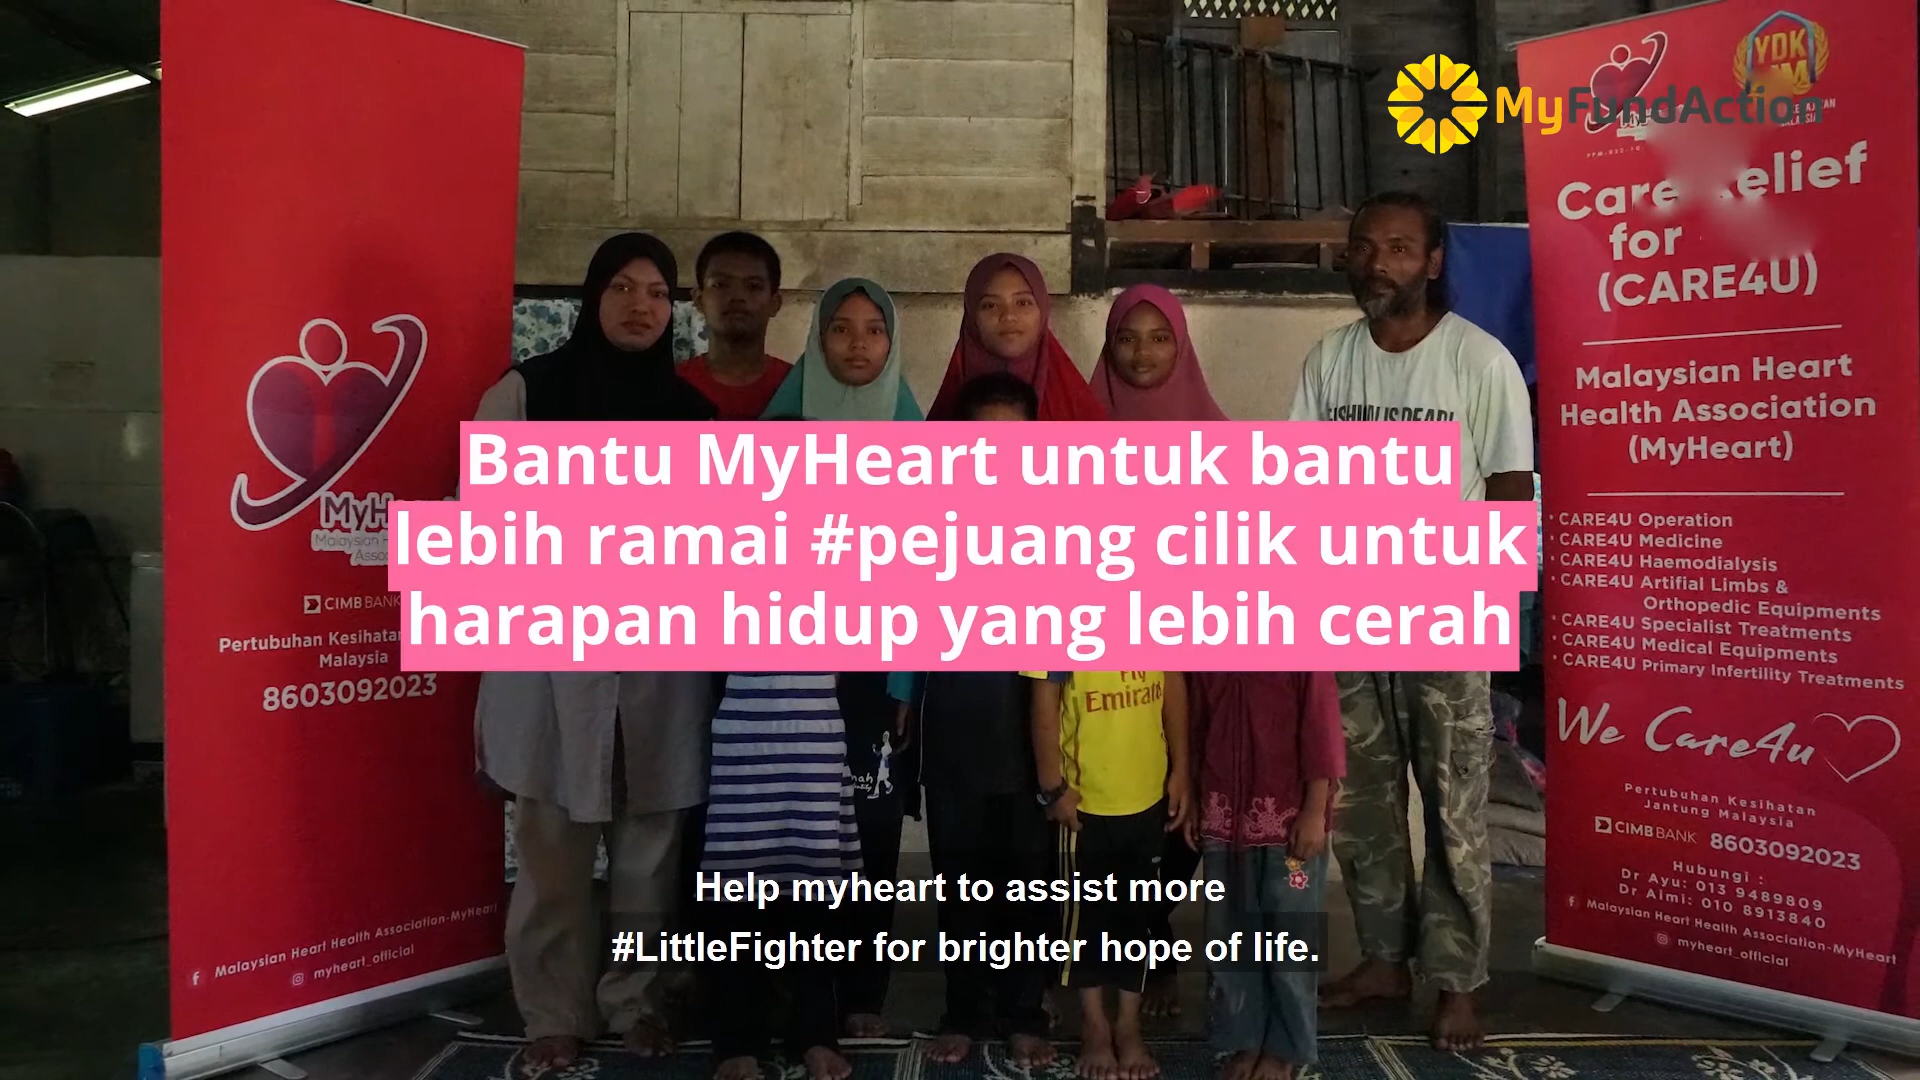 MyFundAction
YDK
Care
for
(CARE4U)
Malaysian Heart
Health Association
(MyHeart)
• CARE4U Operation
• CARE4U Medicine
• CARE4U Haemodialysis
• CARE4U Artifial Limbs &
Orthopedic Equipments
• CARE4U Specialist Treatments
• CARE4U Medical Equipments
• CARE4U Primary Infertility Treatments
We Care4u
Pertubuhan Kesihatan
Jantung Malaysia
CIMB BANK 8603092023
Hubungi :
Dr Ayu: 013 9489809
Dr Aimi: 010 8913840
Malaysian Heart Health Association-MyHeart
myheart_official
Bantu MyHeart untuk bantu
lebih ramai #pejuang cilik untuk
harapan hidup yang lebih cerah
CIMB BANK
Pertubuhan
Malaysia
8603092023
Malaysian Heart Health Association-MyHeart
myheart_official
Fly
Help myheart to assist more
#LittleFighter for brighter hope of life.